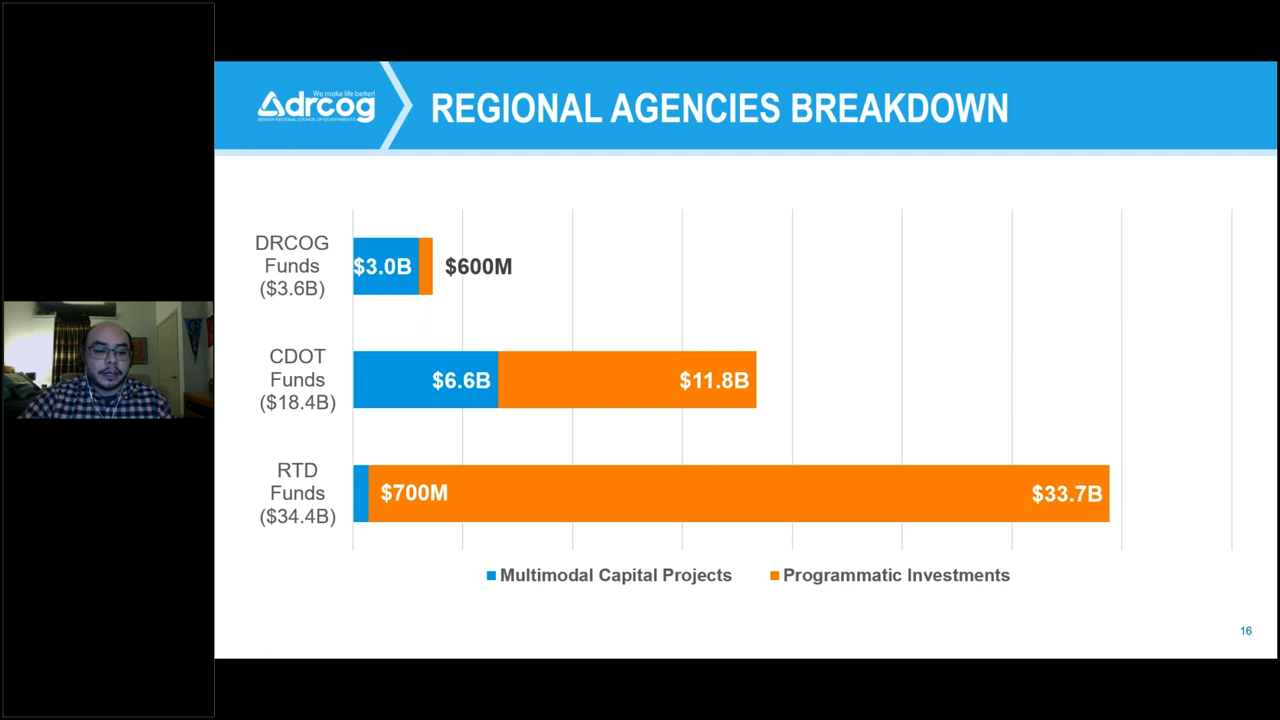 We make life better!
drcog
DENVER REGIONAL COUNCIL OF GOVERNMENTS
REGIONAL AGENCIES BREAKDOWN
DRCOG
Funds
($3.6B)
$3.0B
$600M
CDOT
Funds
($18.4B)
$6.6B
$11.8B
RTD
Funds
($34.4B)
$700M
$33.7B
Multimodal Capital Projects
Programmatic Investments
16